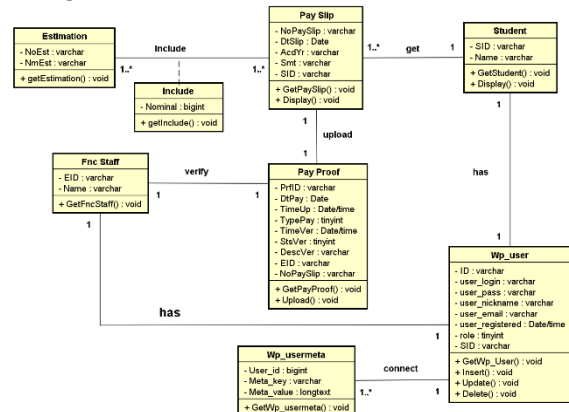 Estimation
- NoEst : varchar
- NmEst : varchar
+ getEstimation() : void
Include
1..*
1..*
Include
- Nominal : bigint
+ getInclude() : void
Pay Slip
- NoPaySlip : varchar
- DtSlip : Date
- AcdYr : varchar
- Smt : varchar
- SID : varchar
+ GetPaySlip() : void
+ Display() : void
1..*
get
1
Student
- SID : varchar
- Name : varchar
+ GetStudent() : void
+ Display() : void
1
upload
1
1
has
1
Fnc Staff
- EID : varchar
- Name : varchar
+ GetFncStaff() : void
1
verify
1
1
Pay Proof
- PrfID : varchar
- DtPay : Date
- TimeUp : Date/time
- TypePay : tinyint
- TimeVer : Date/time
- StsVer : tinyint
- DescVer : varchar
- EID : varchar
- NoPaySlip : varchar
+ GetPayProof() : void
+ Upload() : void
has
1
Wp_user
- ID : varchar
- user_login : varchar
- user_pass : varchar
- user_nickname : varchar
- user_email : varchar
- user_registered : Date/time
- role : tinyint
- SID : varchar
+ GetWp_User() : void
+ Insert() : void
+ Update() : void
+ Delete() : void
Wp_usermeta
- User_id : bigint
- Meta_key : varchar
- Meta_value : longtext
+ GetWp_usermeta() : void
connect
1..*
1